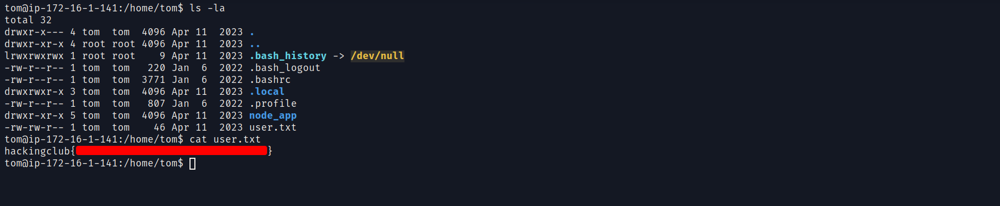 tom@ip-172-16-1-141:/home/tom$ ls -la
total 32
drwxr-x--- 4 tom  tom  4096 Apr 11  2023 .
drwxr-xr-x 4 root root 4096 Apr 11  2023 ..
lrwxrwxrwx 1 root root    9 Apr 11  2023 .bash_history -> /dev/null
-rw-r--r-- 1 tom  tom   220 Jan  6  2022 .bash_logout
-rw-r--r-- 1 tom  tom  3771 Jan  6  2022 .bashrc
drwxrwxr-x 3 tom  tom  4096 Apr 11  2023 .local
-rw-r--r-- 1 tom  tom   807 Jan  6  2022 .profile
drwxr-xr-x 5 tom  tom  4096 Apr 11  2023 node_app
-rw-rw-r-- 1 tom  tom    46 Apr 11  2023 user.txt
tom@ip-172-16-1-141:/home/tom$ cat user.txt
hackingclub{}
tom@ip-172-16-1-141:/home/tom$